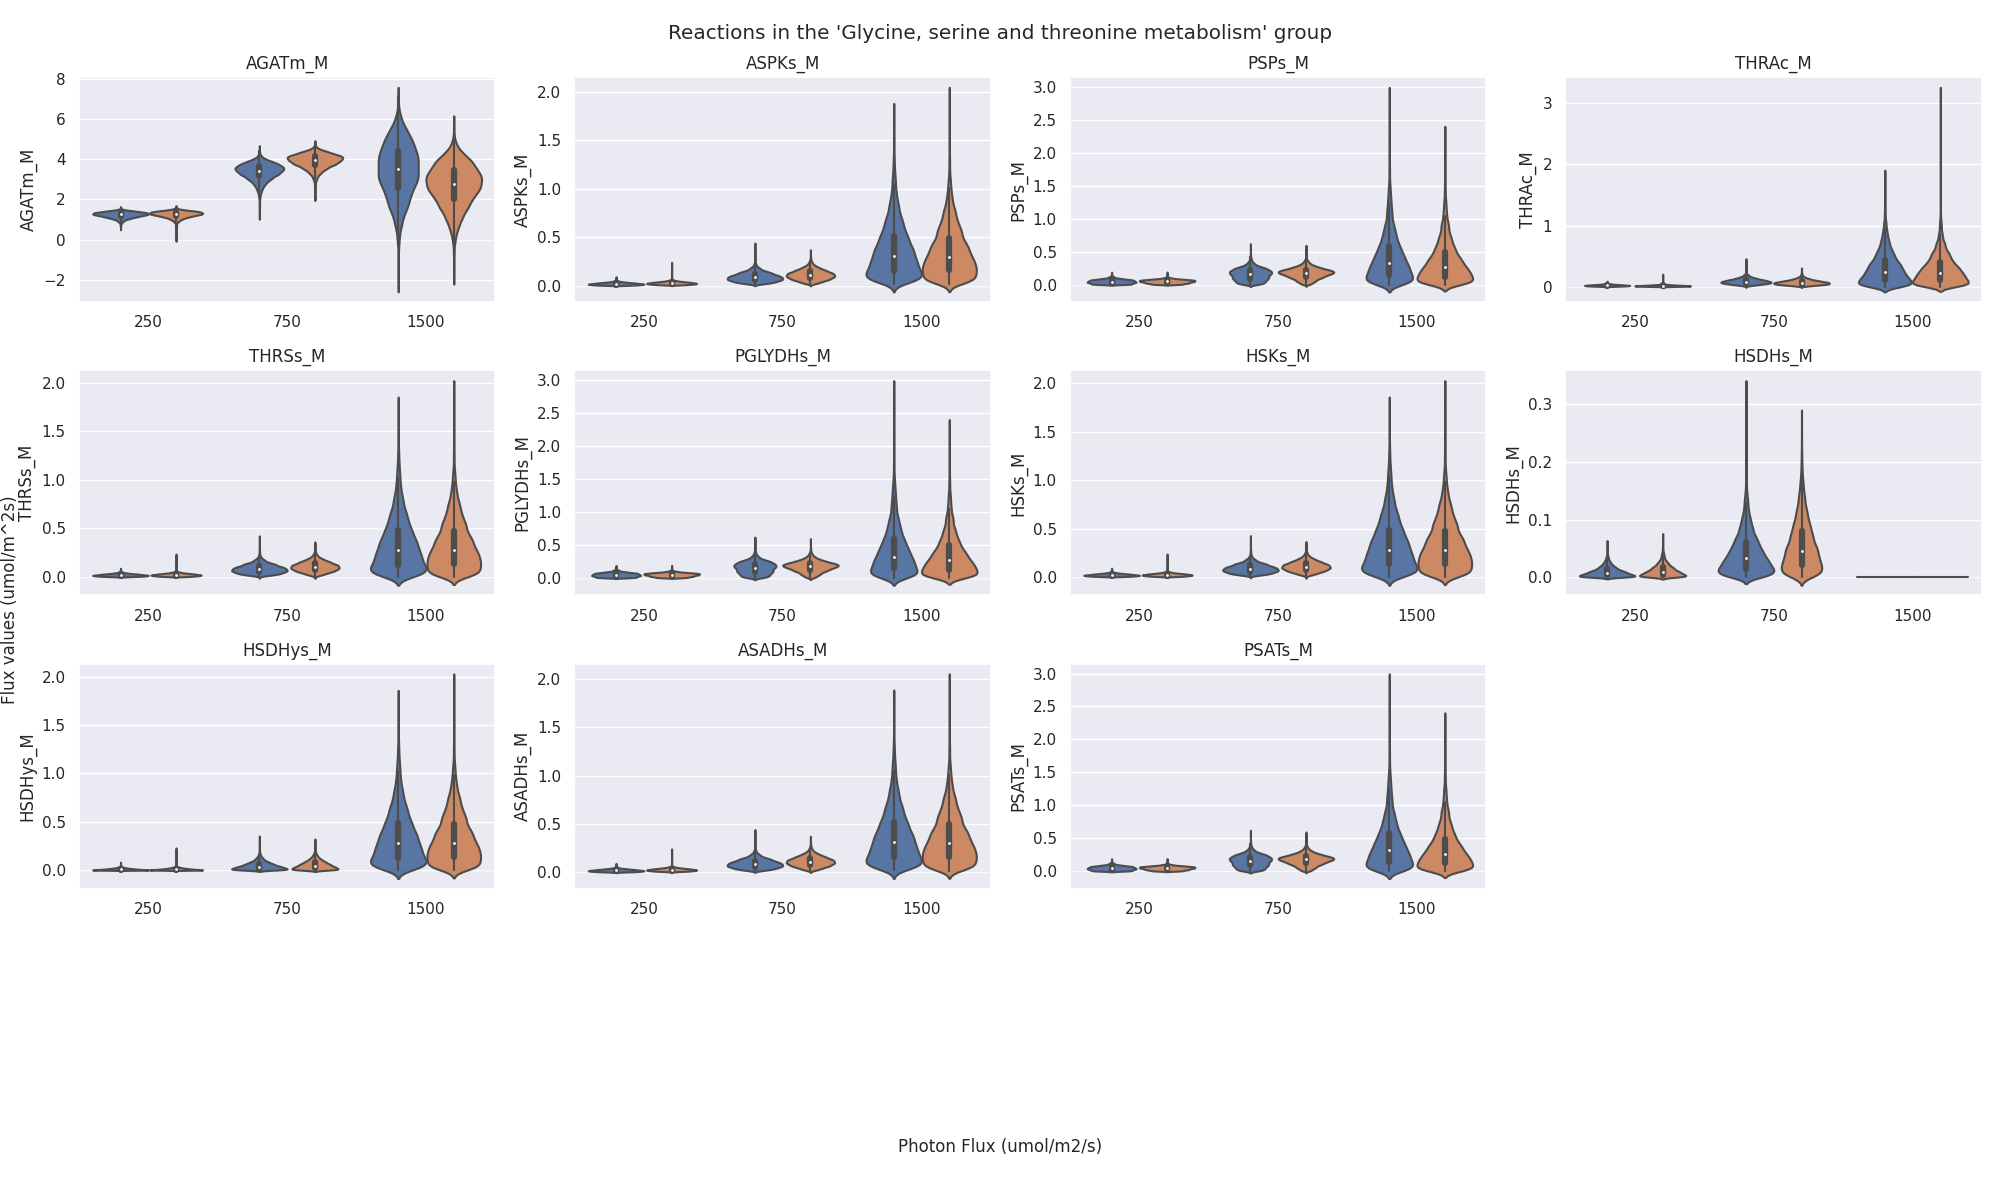 Reactions in the 'Glycine, serine and threonine metabolism' group
AGATm_M
AGATm_M
8
6
4
2
0
−2
250 750 1500
ASPKs_M
ASPKs_M
2.0
1.5
1.0
0.5
0.0
250 750 1500
PSPs_M
PSPs_M
3.0
2.5
2.0
1.5
1.0
0.5
0.0
250 750 1500
THRAc_M
THRAc_M
3
2
1
0
250 750 1500
THRSs_M
THRSs_M
2.0
1.5
1.0
0.5
0.0
250 750 1500
PGLYDHs_M
PGLYDHs_M
3.0
2.5
2.0
1.5
1.0
0.5
0.0
250 750 1500
HSKs_M
HSKs_M
2.0
1.5
1.0
0.5
0.0
250 750 1500
HSDHs_M
HSDHs_M
0.3
0.2
0.1
0.0
250 750 1500
Flux values (umol/m^2s)
HSDHys_M
HSDHys_M
2.0
1.5
1.0
0.5
0.0
250 750 1500
ASADHs_M
ASADHs_M
2.0
1.5
1.0
0.5
0.0
250 750 1500
PSATs_M
PSATs_M
3.0
2.5
2.0
1.5
1.0
0.5
0.0
250 750 1500
Photon Flux (umol/m2/s)